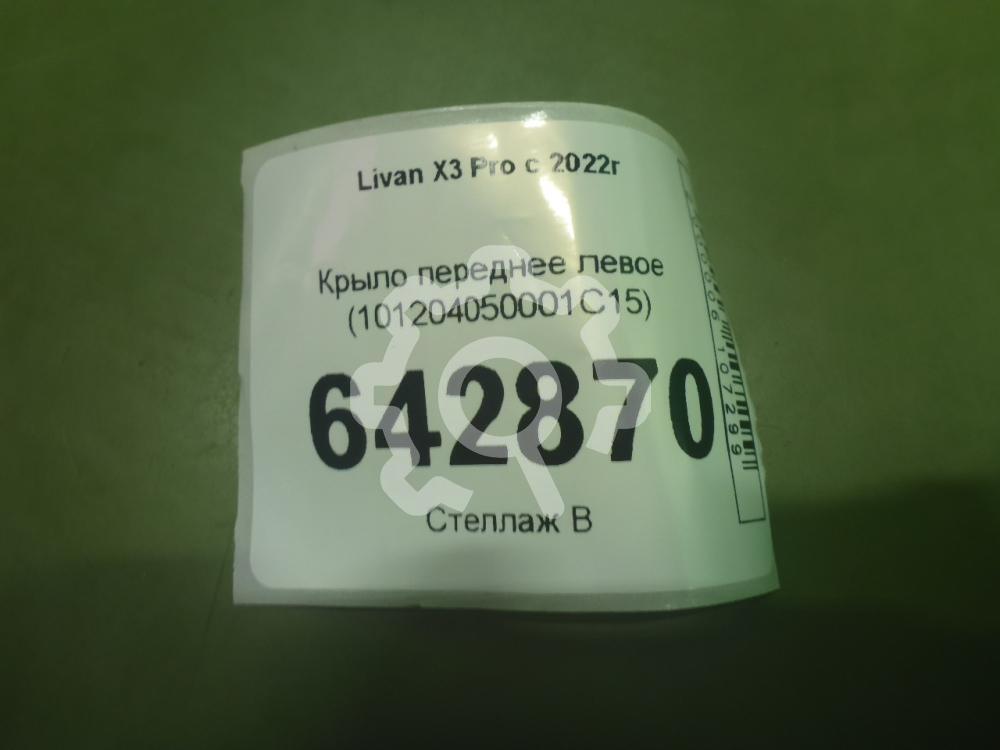 Livan X3 Pro с 2022г
Крыло переднее левое
(101204050001C15)
642870
Стеллаж В